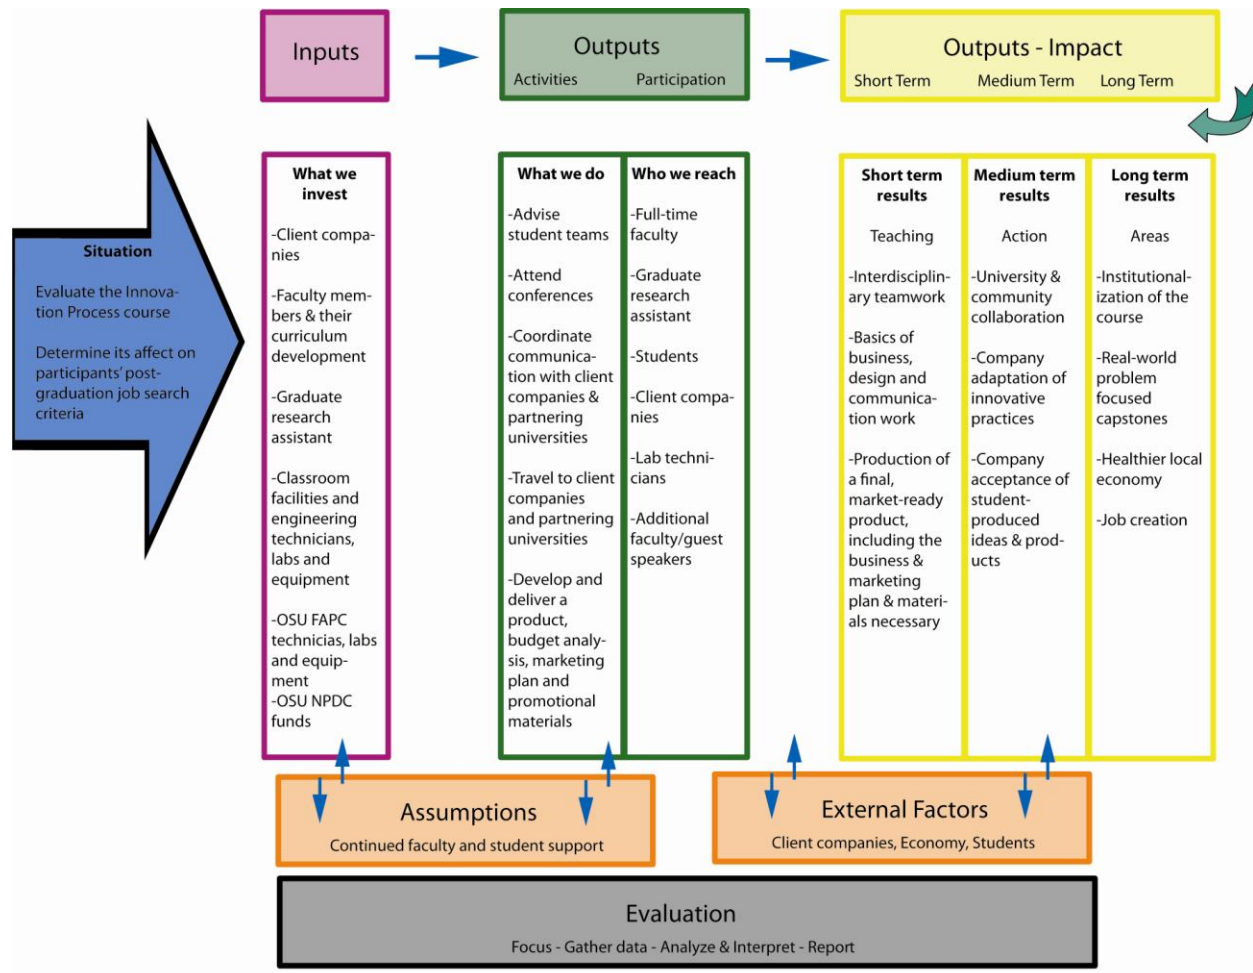 Inputs
Outputs
Activities
Participation
Outputs - Impact
Short Term
Medium Term
Long Term
Situation
Evaluate the Innova-
tion Process course
Determine its affect on
participants' post-
graduation job search
criteria
What we
invest
-Client compa-
nies
-Faculty mem-
bers & their
curriculum
development
-Graduate
research
assistant
-Classroom
facilities and
engineering
technicians,
labs and
equipment
-OSU FAPC
technicias, labs
and equip-
ment
-OSU NPDC
funds
What we do
-Advise
student teams
-Attend
conferences
-Coordinate
communica-
tion with client
companies &
partnering
universities
-Travel to client
companies
and partnering
universities
-Develop and
deliver a
product,
budget analy-
sis, marketing
plan and
promotional
materials
Who we reach
-Full-time
faculty
-Graduate
research
assistant
-Students
-Client compa-
nies
-Lab techni-
cians
-Additional
faculty/guest
speakers
Short term
results
Teaching
-Interdisciplin-
ary teamwork
-Basics of
business,
design and
communica-
tion work
-Production of
a final,
market-ready
product,
including the
business &
marketing
plan & materi-
als necessary
Medium term
results
Action
-University &
community
collaboration
-Company
adaptation of
innovative
practices
-Company
acceptance of
student-
produced
ideas & prod-
ucts
Long term
results
Areas
-Institutional-
ization of the
course
-Real-world
problem
focused
capstones
-Healthier local
economy
-Job creation
Assumptions
Continued faculty and student support
External Factors
Client companies, Economy, Students
Evaluation
Focus - Gather data - Analyze & Interpret - Report